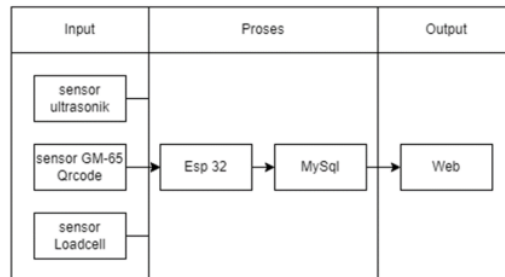 Input
Proses
Output
sensor
ultrasonik
sensor GM-65
Qrcode
Esp 32
MySql
Web
sensor
Loadcell